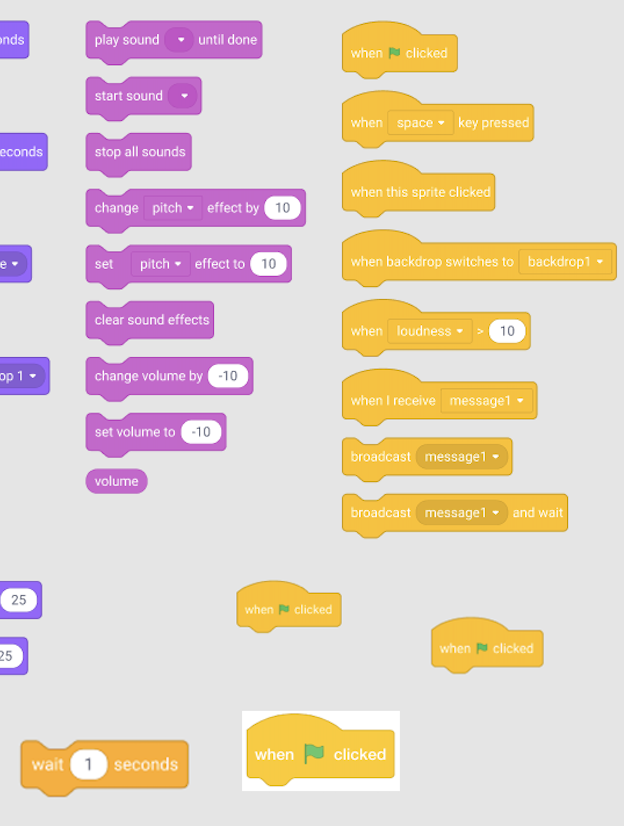 onds
econds
e
op 1
25
25
play sound until done
start sound
stop all sounds
change pitch effect by 10
set pitch effect to 10
clear sound effects
change volume by -10
set volume to -10
volume
when clicked
when space key pressed
when this sprite clicked
when backdrop switches to backdrop1
when loudness > 10
when I receive message1
broadcast message1
broadcast message1 and wait
when clicked
when clicked
wait 1 seconds
when clicked